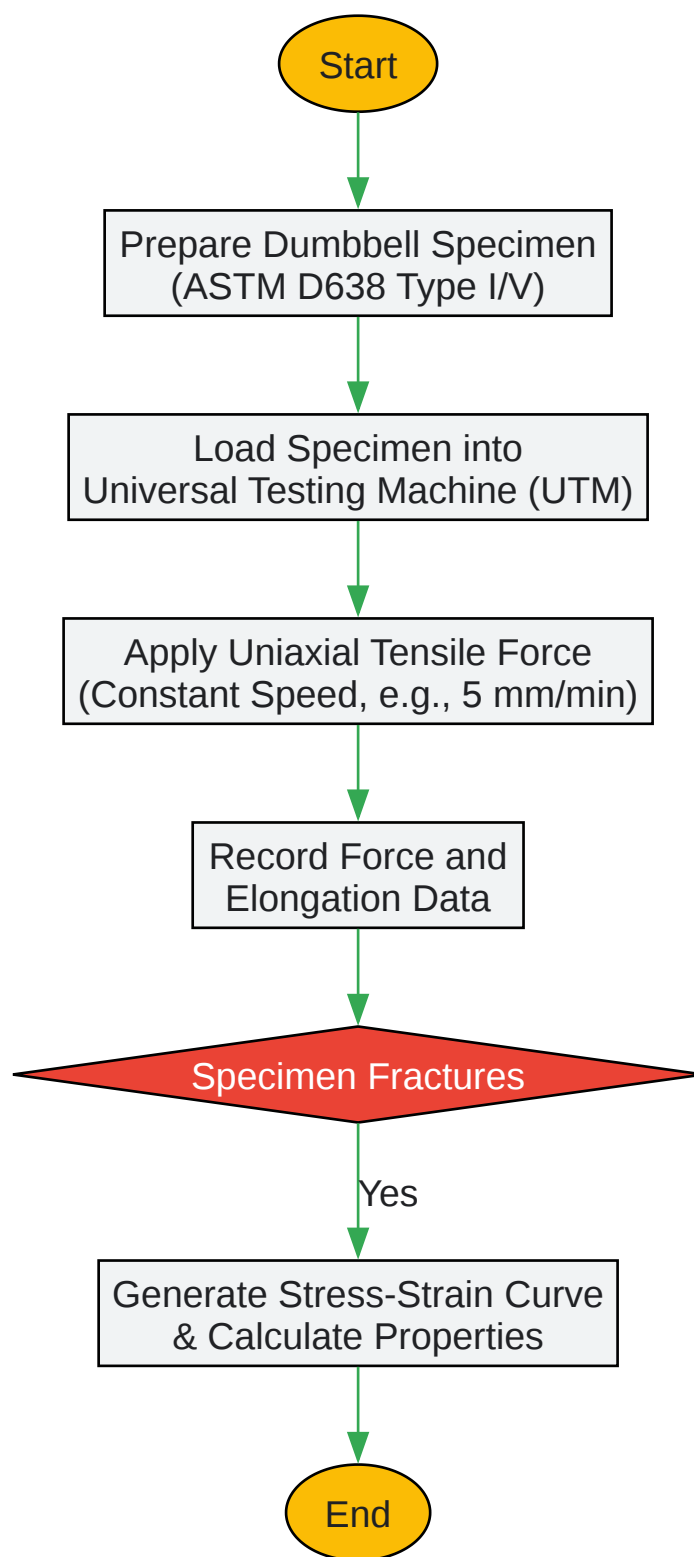 Start
Prepare Dumbbell Specimen
(ASTM D638 Type I/V)
Load Specimen into
Universal Testing Machine (UTM)
Apply Uniaxial Tensile Force
(Constant Speed, e.g., 5 mm/min)
Record Force and
Elongation Data
Specimen Fractures
Yes
Generate Stress-Strain Curve
& Calculate Properties
End